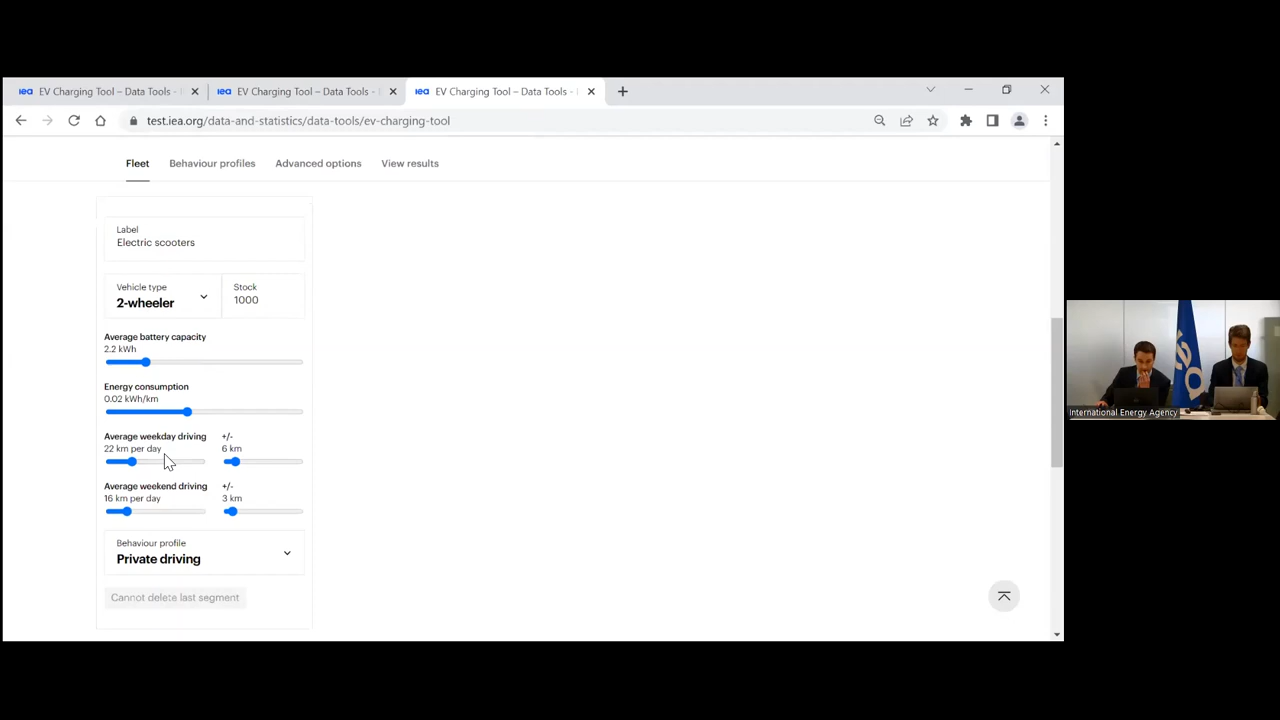 iea EV Charging Tool – Data Tools -
iea EV Charging Tool – Data Tools -
iea EV Charging Tool – Data Tools -
test.iea.org/data-and-statistics/data-tools/ev-charging-tool
Fleet Behaviour profiles Advanced options View results
Label
Electric scooters
Vehicle type
2-wheeler
Stock
1000
Average battery capacity
2.2 kWh
Energy consumption
0.02 kWh/km
Average weekday driving +/-
22 km per day 6 km
Average weekend driving +/-
16 km per day 3 km
Behaviour profile
Private driving
Cannot delete last segment
iea
International Energy Agency